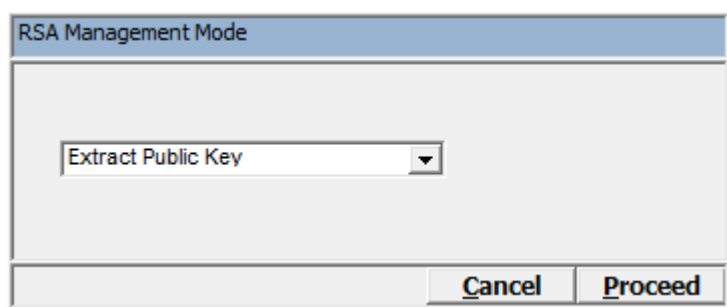 RSA Management Mode
Extract Public Key
Cancel Proceed